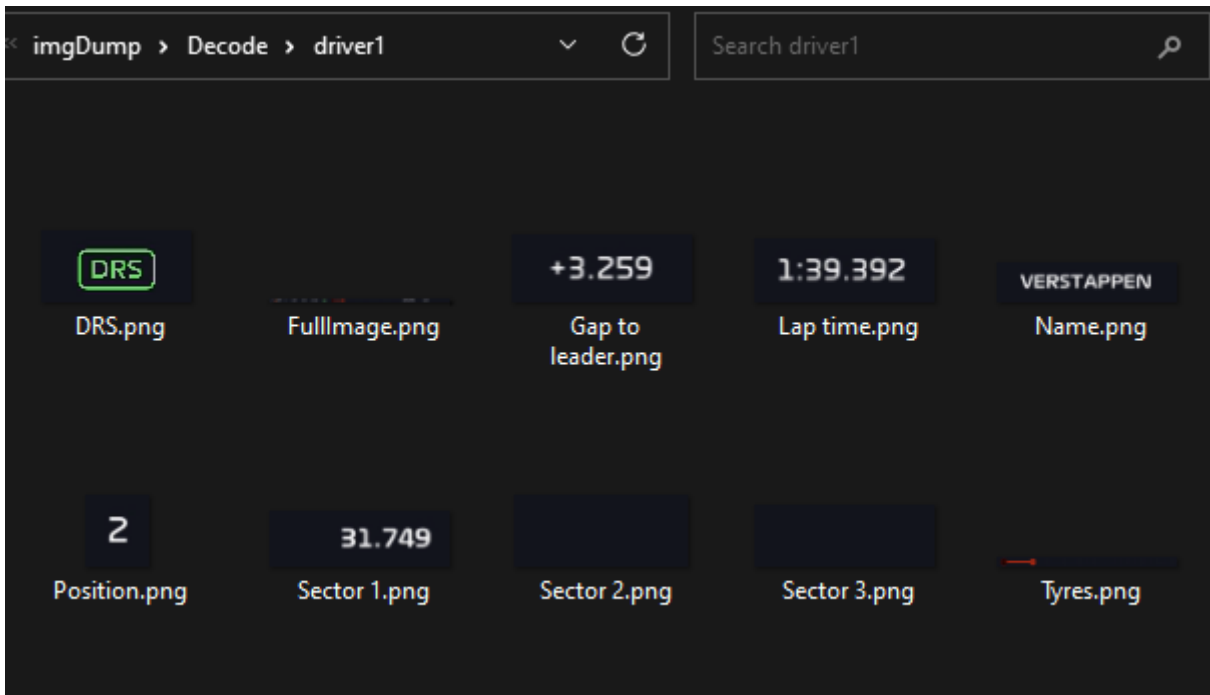 « imgDump > Decode > driver1
Search driver1
DRS
DRS.png
FullImage.png
+3.259
Gap to
leader.png
1:39.392
Lap time.png
VERSTAPPEN
Name.png
2
Position.png
31.749
Sector 1.png
Sector 2.png
Sector 3.png
Tyres.png